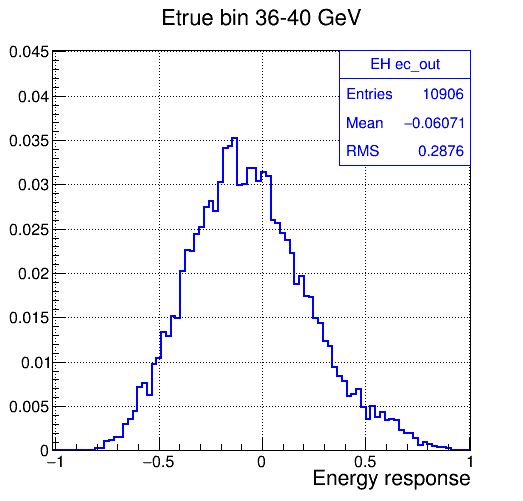 Etrue bin 36-40 GeV
EH ec_out
Entries 10906
Mean −0.06071
RMS 0.2876
0.045
0.04
0.035
0.03
0.025
0.02
0.015
0.01
0.005
0
−1 −0.5 0 0.5 1
Energy response